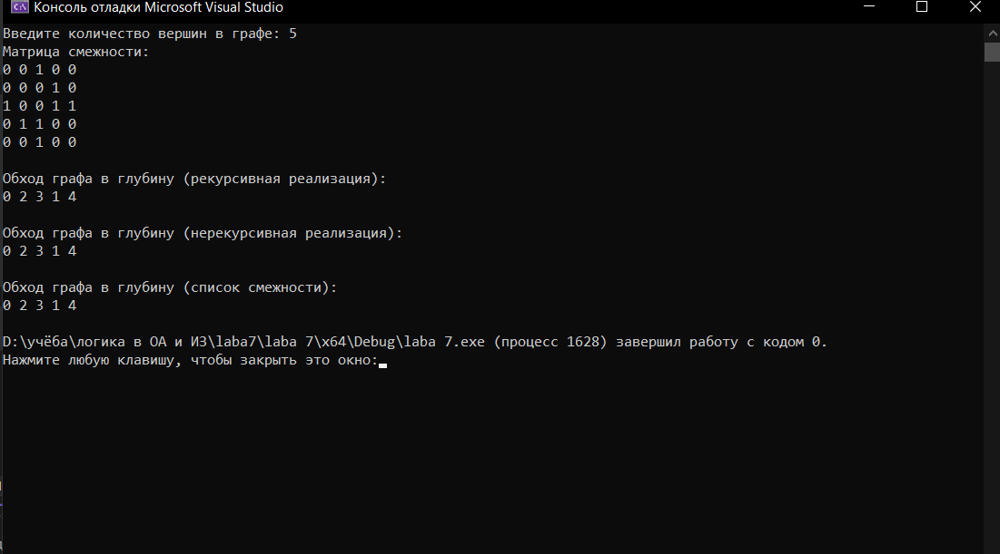 Консоль отладки Microsoft Visual Studio
Введите количество вершин в графе: 5
Матрица смежности:
0 0 1 0 0
0 0 0 1 0
1 0 0 1 1
0 1 1 0 0
0 0 1 0 0
Обход графа в глубину (рекурсивная реализация):
0 2 3 1 4
Обход графа в глубину (нерекурсивная реализация):
0 2 3 1 4
Обход графа в глубину (список смежности):
0 2 3 1 4
D:\учёба\логика в ОА и ИЗ\laba7\laba 7\x64\Debug\laba 7.exe (процесс 1628) завершил работу с кодом 0.
Нажмите любую клавишу, чтобы закрыть это окно: